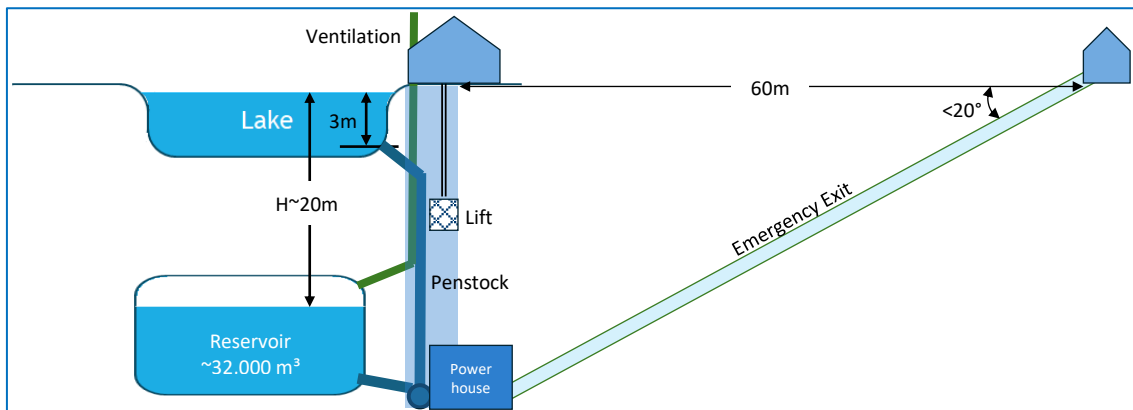 Ventilation
60m
Lake
3m
<20°
H~20m
Lift
Emergency Exit
Penstock
Reservoir
~32.000 m³
Power
house